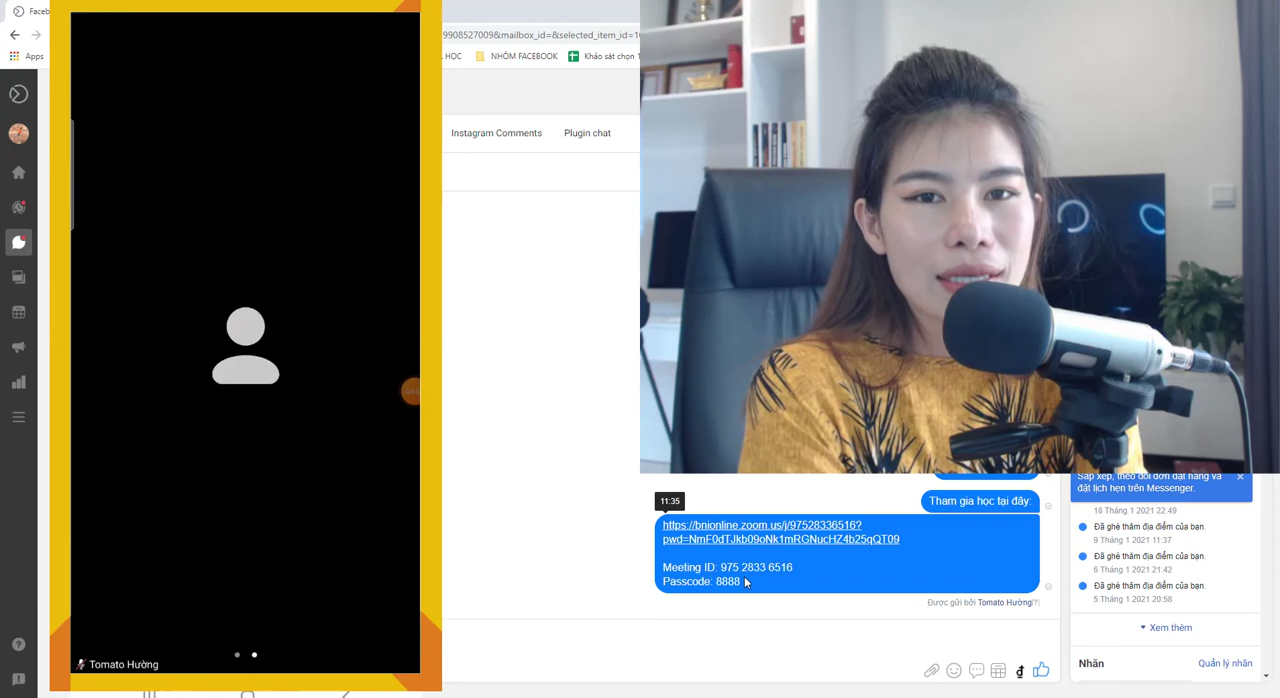 Faceb
9908527009&mailbox_id=&selected_item_id=1
Apps
HỌC
NHÓM FACEBOOK
Khảo sát chọn
Instagram Comments
Plugin chat
Sắp xếp, theo dõi đơn đặt hàng và
đặt lịch hẹn trên Messenger.
18 Tháng 1 2021 22:49
Đã ghé thăm địa điểm của bạn.
9 Tháng 1 2021 11:37
Đã ghé thăm địa điểm của bạn.
6 Tháng 1 2021 21:42
Đã ghé thăm địa điểm của bạn.
5 Tháng 1 2021 20:58
Xem thêm
Nhãn
Quản lý nhãn
11:35
Tham gia học tại đây:
https://bnionline.zoom.us/j/97528336516?
pwd=NmF0dTJkb09oNk1mRGNucHZ4b25qQT09
Meeting ID: 975 2833 6516
Passcode: 8888
Được gửi bởi Tomato Hường[?]
Tomato Hường